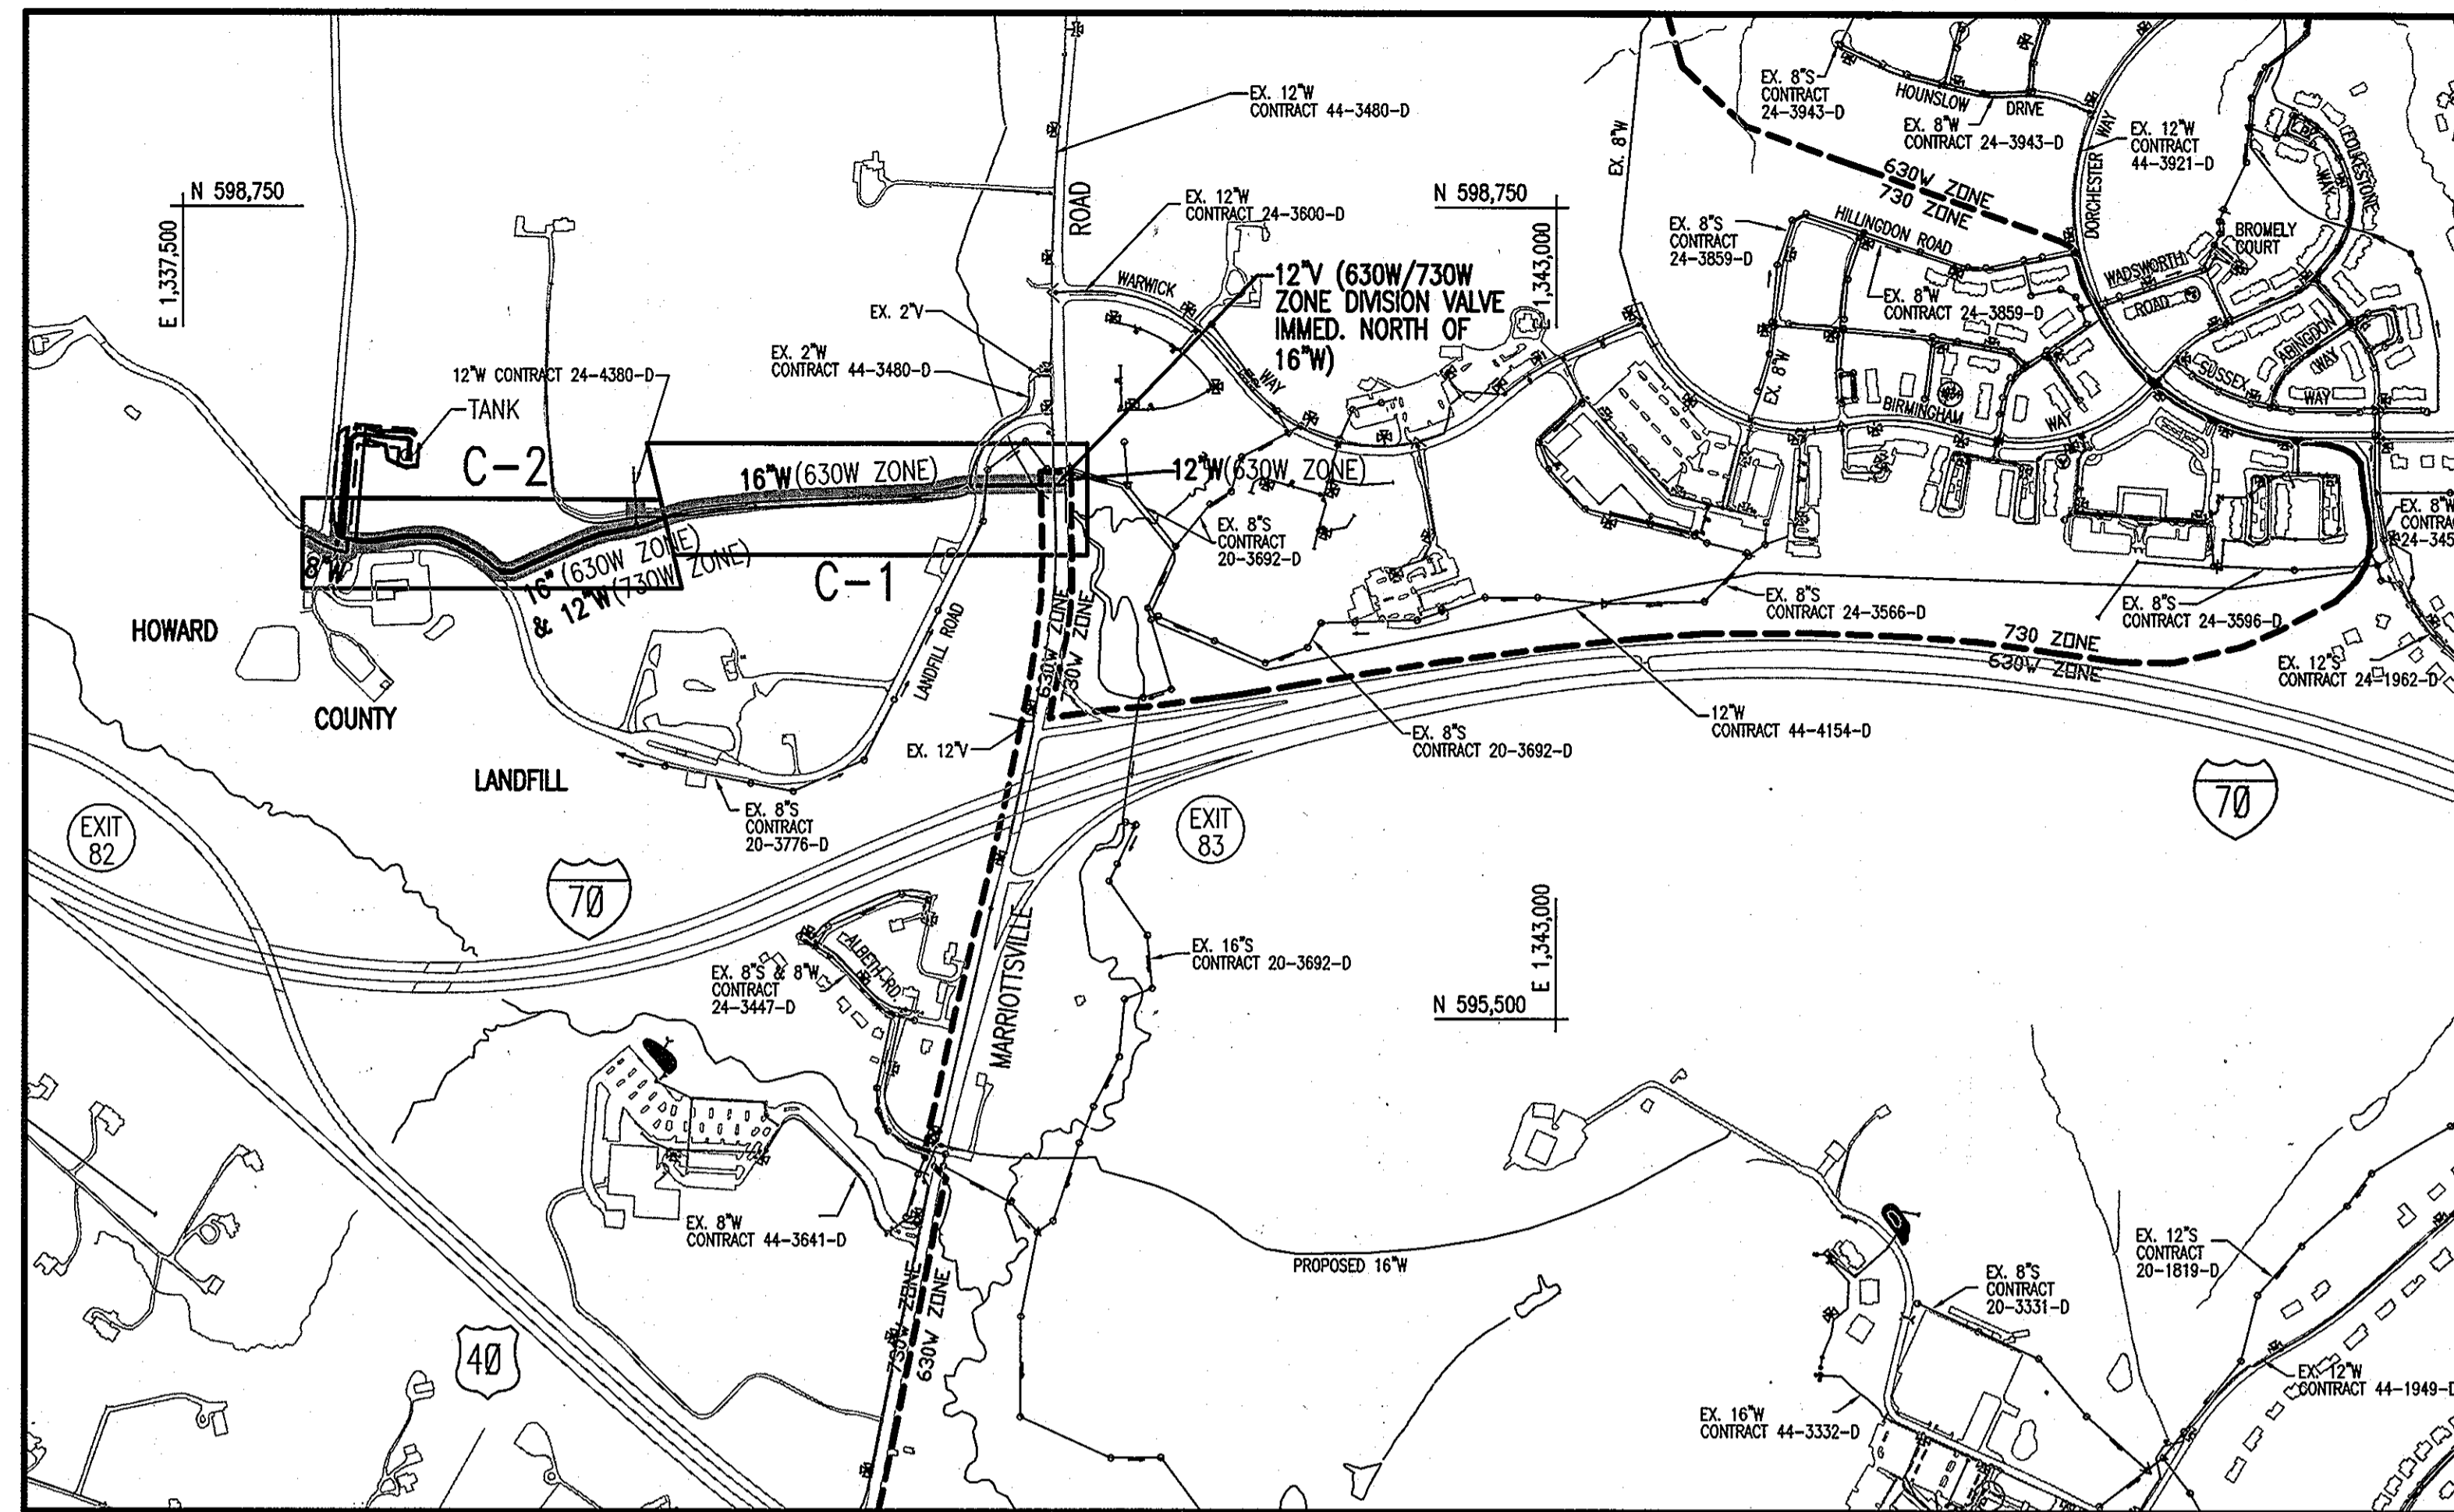 EX. 12"W
CONTRACT 44-3480-D
EX. 8"S
CONTRACT
24-3943-D
HOUNSLOW
DRIVE
EX. 8"W
CONTRACT 24-3943-D
EX. 12"W
CONTRACT
44-3921-D
DORCHESTER
WAY
FOLKESTONE
WAY
EX. 8"W
N 598,750
E 1,337,500
ROAD
EX. 12"W
CONTRACT 24-3600-D
N 598,750
1,343,000
630W ZONE
730 ZONE
EX. 8"S
CONTRACT
24-3859-D
HILLINGDON ROAD
BROMELY
COURT
WADSWORTH
ROAD
EX. 8"W
CONTRACT 24-3859-D
WARWICK
WAY
12"V (630W/730W
ZONE DIVISION VALVE
IMMED. NORTH OF
16"W)
EX. 2"V
EX. 2"W
CONTRACT 44-3480-D
12"W CONTRACT 24-4380-D
TANK
EX. 8"W
ABINGDON
WAY
SUSSEX
WAY
BIRMINGHAM
WAY
C-2
16"W (630W ZONE)
12"W (630W ZONE)
EX. 8"S
CONTRACT
20-3692-D
8"W
16" (630W ZONE)
& 12"W (730W ZONE)
C-1
EX. 8"W
HOWARD
COUNTY
LANDFILL
LANDFILL ROAD
630W ZONE
30W ZONE
EX. 8"S
CONTRACT 24-3566-D
EX. 8"S
CONTRACT 24-3596-D
730 ZONE
630W ZONE
EX. 12"S
CONTRACT 24-1962-D
EX. 12"V
EX. 8"S
CONTRACT 20-3692-D
12"W
CONTRACT 44-4154-D
EX. 8"S
CONTRACT
20-3776-D
EXIT
82
70
EXIT
83
70
EX. 8"S & 8"W
CONTRACT
24-3447-D
ALBETH RD.
MARRIOTTSVILLE
EX. 16"S
CONTRACT 20-3692-D
E 1,343,000
N 595,500
EX. 8"W
CONTRACT 44-3641-D
PROPOSED 16"W
730W ZONE
630W ZONE
40
EX. 8"S
CONTRACT
20-3331-D
EX. 12"S
CONTRACT
20-1819-D
EX. 16"W
CONTRACT 44-3332-D
EX. 12"W
CONTRACT 44-1949-D